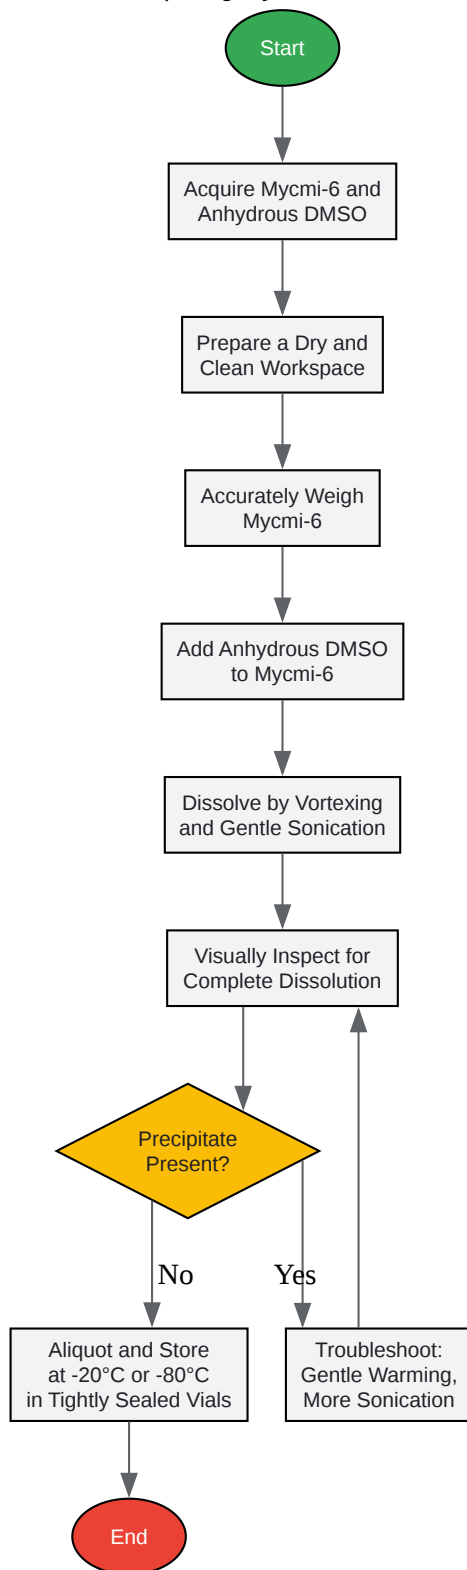 Start
Acquire Mycmi-6 and
Anhydrous DMSO
Prepare a Dry and
Clean Workspace
Accurately Weigh
Mycmi-6
Add Anhydrous DMSO
to Mycmi-6
Dissolve by Vortexing
and Gentle Sonication
Visually Inspect for
Complete Dissolution
Precipitate
Present?
No
Yes
Aliquot and Store
at -20°C or -80°C
in Tightly Sealed Vials
Troubleshoot:
Gentle Warming,
More Sonication
End